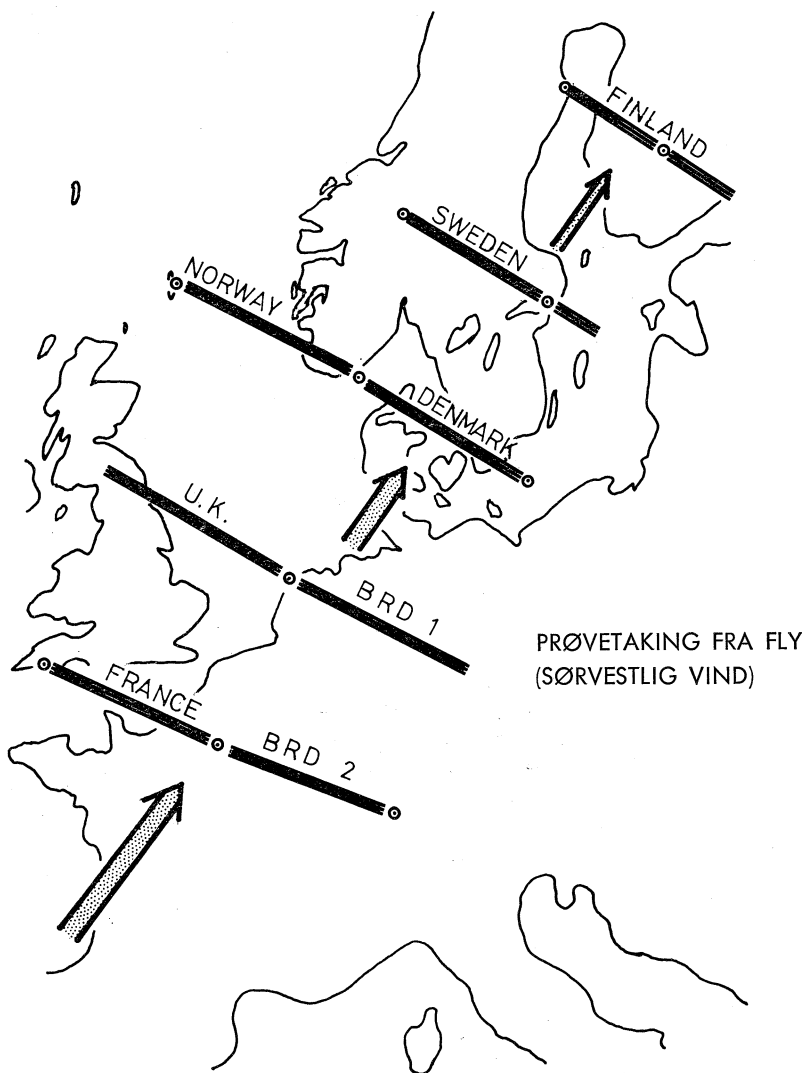 FINLAND
SWEDEN
NORWAY
DENMARK
U.K.
BRD 1
PRØVETAKING FRA FLY
(SØRVESTLIG VIND)
FRANCE
BRD 2